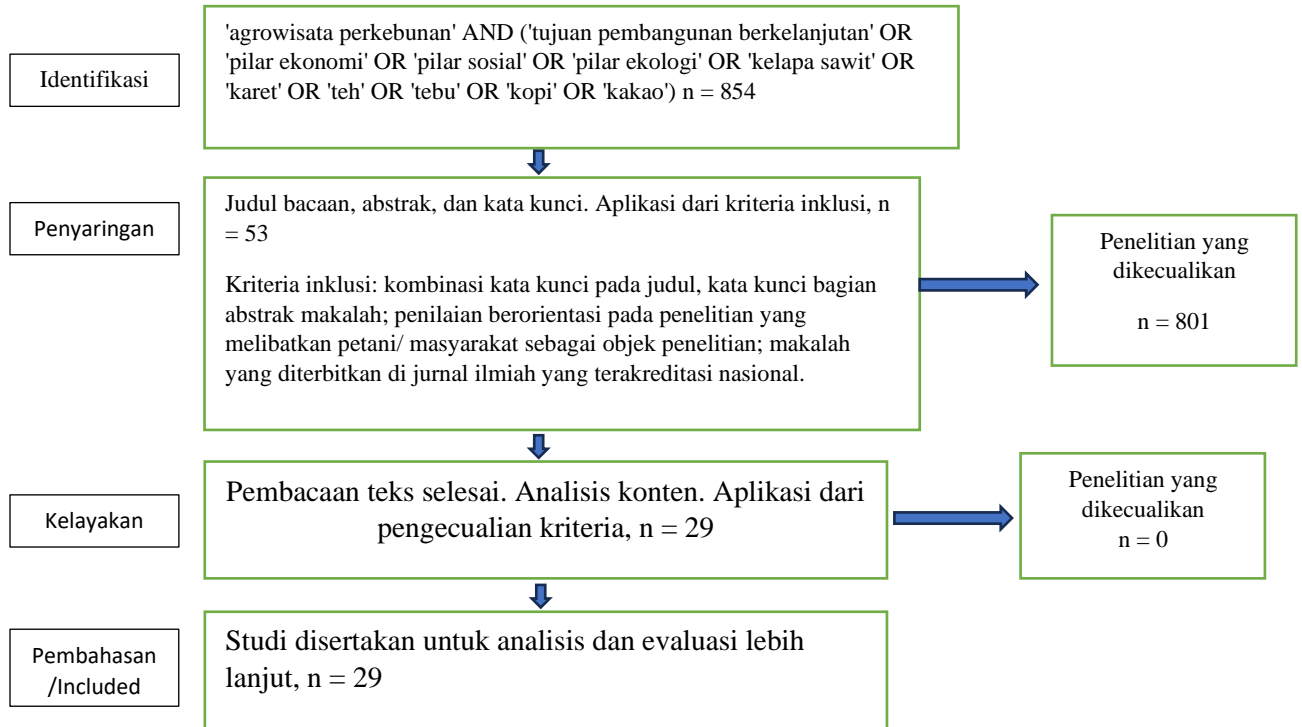 Identifikasi
'agrowisata perkebunan' AND ('tujuan pembangunan berkelanjutan' OR
'pilar ekonomi' OR 'pilar sosial' OR 'pilar ekologi' OR 'kelapa sawit' OR
'karet' OR 'teh' OR 'tebu' OR 'kopi' OR 'kakao') n = 854
Penyaringan
Judul bacaan, abstrak, dan kata kunci. Aplikasi dari kriteria inklusi, n
= 53
Kriteria inklusi: kombinasi kata kunci pada judul, kata kunci bagian
abstrak makalah; penilaian berorientasi pada penelitian yang
melibatkan petani/ masyarakat sebagai objek penelitian; makalah
yang diterbitkan di jurnal ilmiah yang terakreditasi nasional.
Penelitian yang
dikecualikan
n = 801
Kelayakan
Pembacaan teks selesai. Analisis konten. Aplikasi dari
pengecualian kriteria, n = 29
Penelitian yang
dikecualikan
n = 0
Pembahasan
/Included
Studi disertakan untuk analisis dan evaluasi lebih
lanjut, n = 29